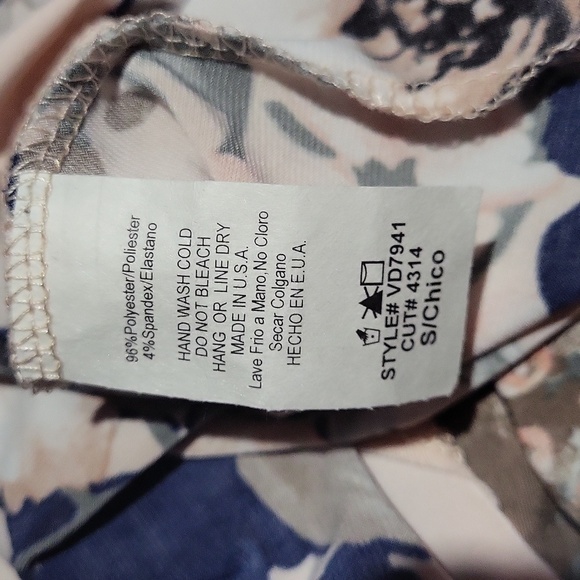 96%Polyester/Poliester
4%Spandex/Elastano
HAND WASH COLD
DO NOT BLEACH
HANG OR LINE DRY
MADE IN U.S.A.
Lave Frio a Mano,No Cloro
Secar Colgano
HECHO EN E.U.A.
STYLE# VD7941
CUT# 4314
S/Chico